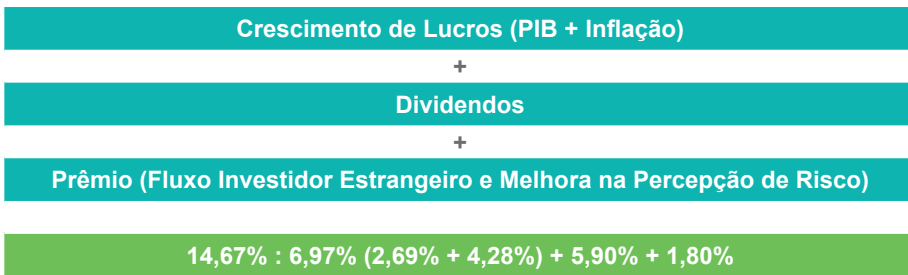 Crescimento de Lucros (PIB + Inflação)
+
Dividendos
+
Prêmio (Fluxo Investidor Estrangeiro e Melhora na Percepção de Risco)
14,67% : 6,97% (2,69% + 4,28%) + 5,90% + 1,80%